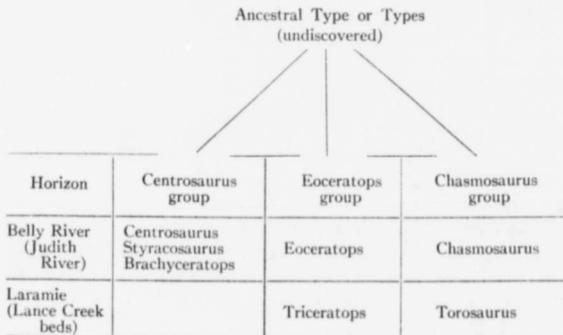 Ancestral Type or Types
(undiscovered)
Horizon
Centrosaurus
group
Eoceratops
group
Chasmosaurus
group
Belly River
(Judith
River)
Centrosaurus
Styracosaurus
Brachyceratops
Eoceratops
Chasmosaurus
Laramie
(Lance Creek
beds)
Triceratops
Torosaurus